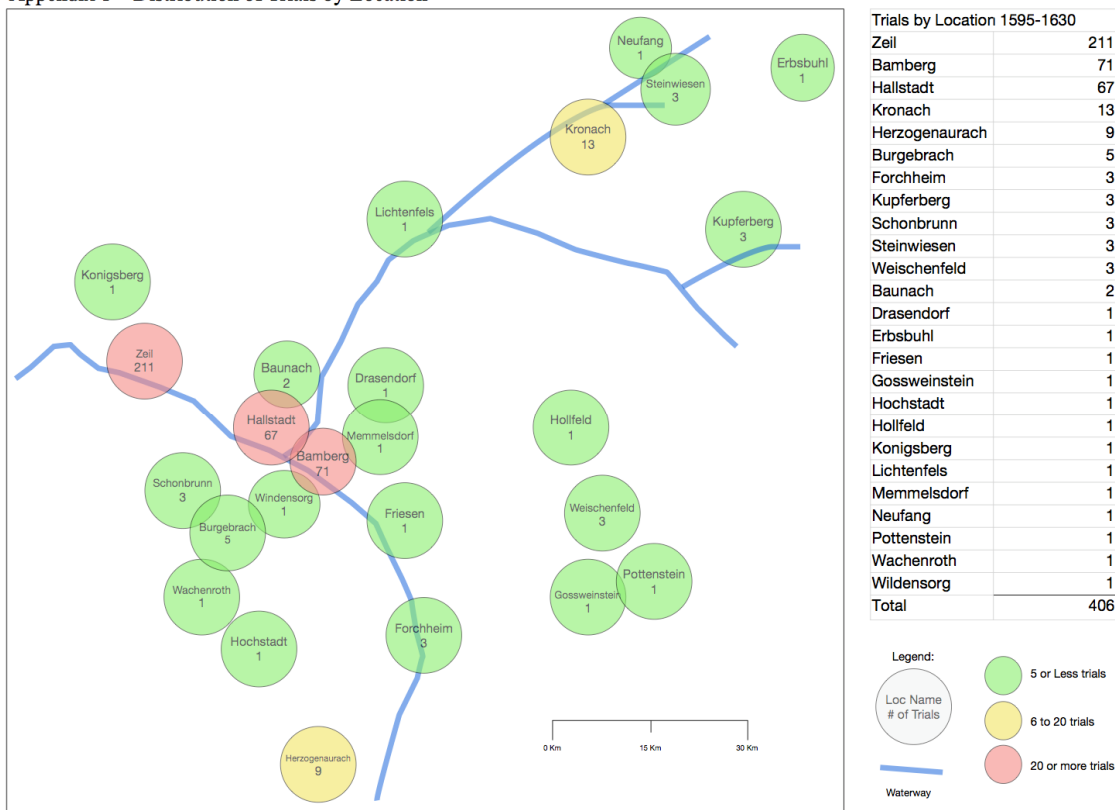 Appendix – Distribution of Trials by Location
Neufang
1
Erbsbuhl
1
Steinwiesen
3
Kronach
13
Lichtenfels
1
Kupferberg
3
Konigsberg
1
Zeil
211
Baunach
2
Drasendorf
1
Hallstadt
67
Memmelsdorf
1
Hollfeld
1
Bamberg
71
Schonbrunn
3
Windensorg
1
Burgebrach
5
Friesen
1
Weischenfeld
3
Wachenroth
1
Gossweinstein
1
Pottenstein
1
Hochstadt
1
Forchheim
3
Herzogenaurach
9
0 Km 15 Km 30 Km
Trials by Location 1595-1630
Zeil 211
Bamberg 71
Hallstadt 67
Kronach 13
Herzogenaurach 9
Burgebrach 5
Forchheim 3
Kupferberg 3
Schonbrunn 3
Steinwiesen 3
Weischenfeld 3
Baunach 2
Drasendorf 1
Erbsbuhl 1
Friesen 1
Gossweinstein 1
Hochstadt 1
Hollfeld 1
Konigsberg 1
Lichtenfels 1
Memmelsdorf 1
Neufang 1
Pottenstein 1
Wachenroth 1
Wildensorg 1
Total 406
Legend:
Loc Name
# of Trials
Waterway
5 or Less trials
6 to 20 trials
20 or more trials